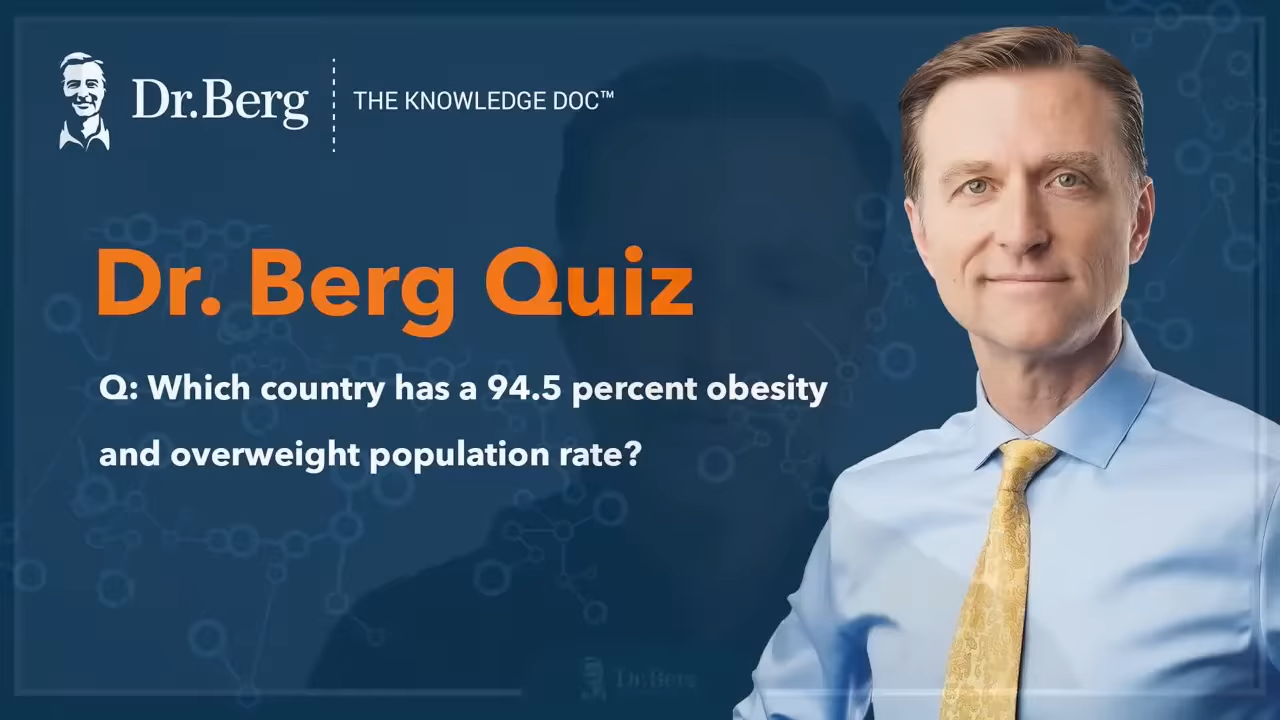 Dr.Berg
THE KNOWLEDGE DOC™
Dr. Berg Quiz
Q: Which country has a 94.5 percent obesity
and overweight population rate?
Dr.Berg